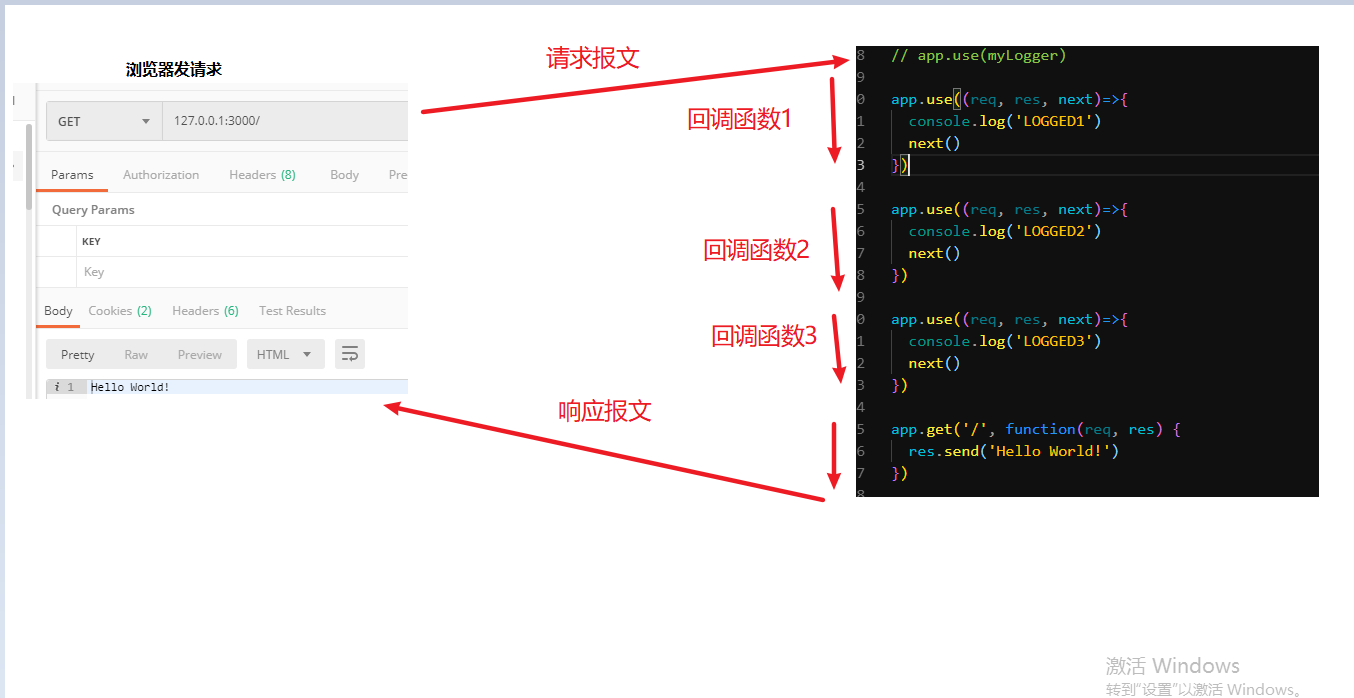 浏览器发请求
GET
127.0.0.1:3000/
Params
Authorization
Headers (8)
Body
Pre
Query Params
KEY
Key
Body
Cookies (2)
Headers (6)
Test Results
Pretty
Raw
Preview
HTML
i 1
Hello World!
请求报文
回调函数1
回调函数2
回调函数3
响应报文
8 // app.use(myLogger)
9
0 app.use((req, res, next)=>{
1 console.log('LOGGED1')
2 next()
3 })
4
5 app.use((req, res, next)=>{
6 console.log('LOGGED2')
7 next()
8 })
9
0 app.use((req, res, next)=>{
1 console.log('LOGGED3')
2 next()
3 })
4
5 app.get('/', function(req, res) {
6 res.send('Hello World!')
7 })
8
激活 Windows
转到“设置”以激活 Windows。